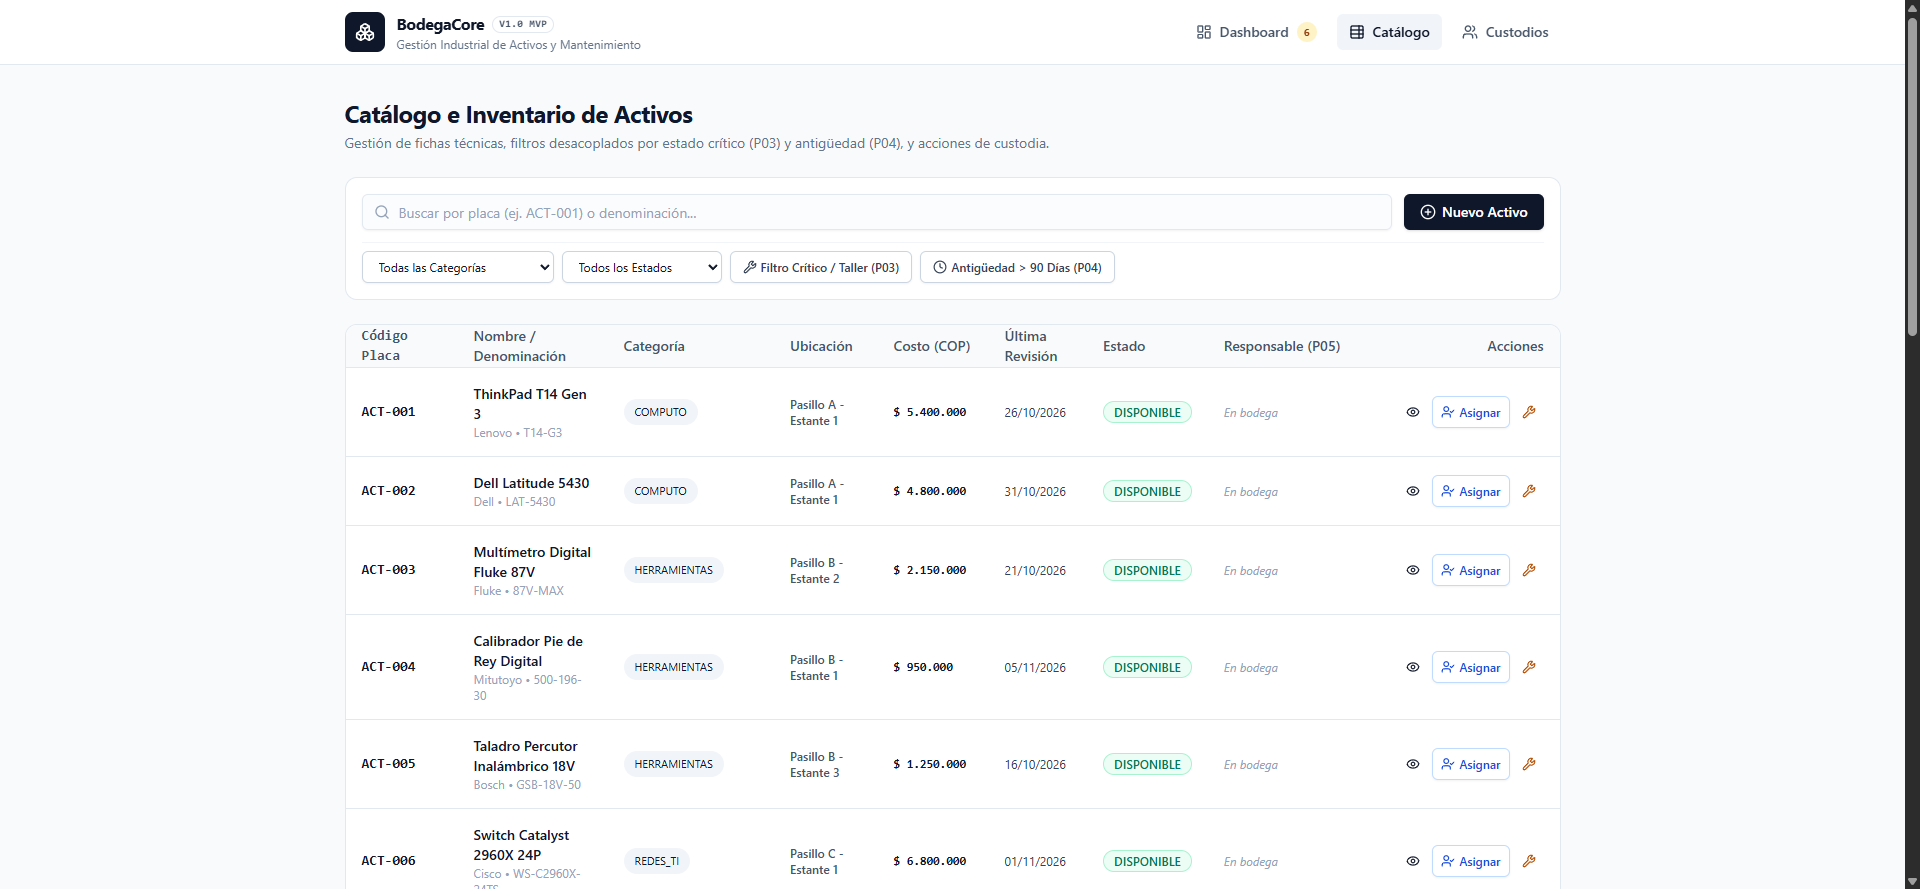 BodegaCore V1.0 MVP
Gestión Industrial de Activos y Mantenimiento
Dashboard 6
Catálogo
Custodios
Catálogo e Inventario de Activos
Gestión de fichas técnicas, filtros desacoplados por estado crítico (P03) y antigüedad (P04), y acciones de custodia.
Buscar por placa (ej. ACT-001) o denominación...
Nuevo Activo
Todas las Categorías
Todos los Estados
Filtro Crítico / Taller (P03)
Antigüedad > 90 Días (P04)
Código
Placa
Nombre /
Denominación
Categoría
Ubicación
Costo (COP)
Última
Revisión
Estado
Responsable (P05)
Acciones
ACT-001
ThinkPad T14 Gen
3
Lenovo • T14-G3
COMPUTO
Pasillo A -
Estante 1
$ 5.400.000
26/10/2026
DISPONIBLE
En bodega
Asignar
ACT-002
Dell Latitude 5430
Dell • LAT-5430
COMPUTO
Pasillo A -
Estante 1
$ 4.800.000
31/10/2026
DISPONIBLE
En bodega
Asignar
ACT-003
Multímetro Digital
Fluke 87V
Fluke • 87V-MAX
HERRAMIENTAS
Pasillo B -
Estante 2
$ 2.150.000
21/10/2026
DISPONIBLE
En bodega
Asignar
ACT-004
Calibrador Pie de
Rey Digital
Mitutoyo • 500-196-
30
HERRAMIENTAS
Pasillo B -
Estante 1
$ 950.000
05/11/2026
DISPONIBLE
En bodega
Asignar
ACT-005
Taladro Percutor
Inalámbrico 18V
Bosch • GSB-18V-50
HERRAMIENTAS
Pasillo B -
Estante 3
$ 1.250.000
16/10/2026
DISPONIBLE
En bodega
Asignar
ACT-006
Switch Catalyst
2960X 24P
Cisco • WS-C2960X-
24TS
REDES_TI
Pasillo C -
Estante 1
$ 6.800.000
01/11/2026
DISPONIBLE
En bodega
Asignar